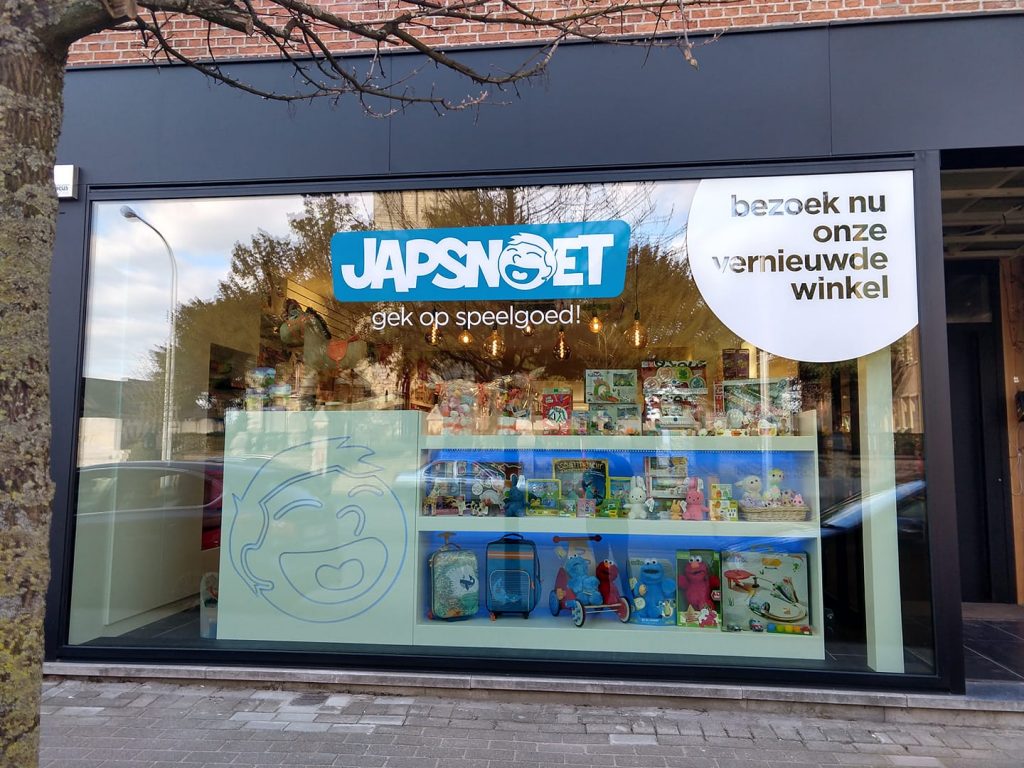 JAPSNOET
gek op speelgoed!
bezoek nu
onze
vernieuwde
winkel